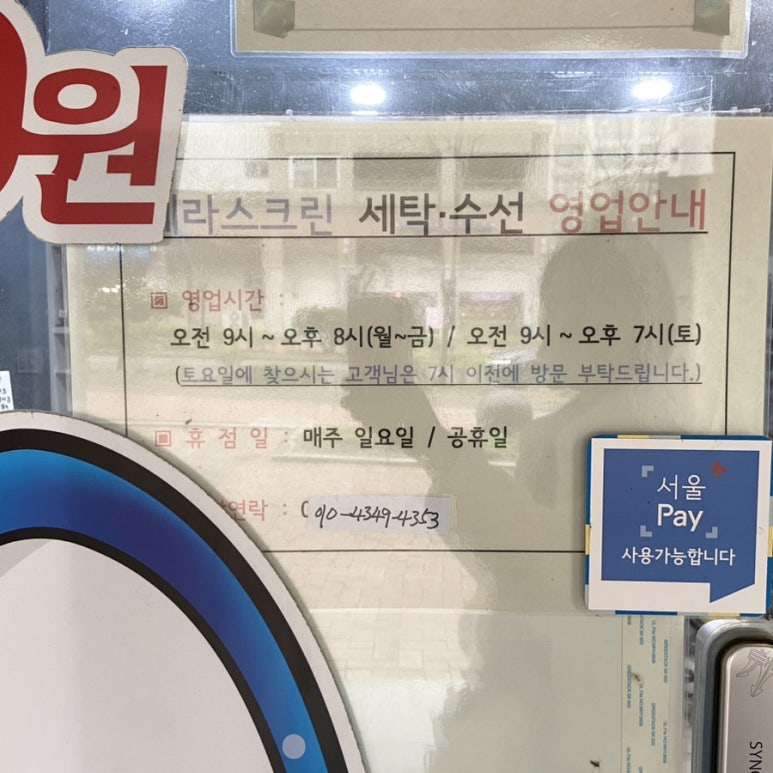 원
라스크린 세탁·수선 영업안내
영업시간 :
오전 9시 ~ 오후 8시(월~금) / 오전 9시 ~ 오후 7시(토)
(토요일에 찾으시는 고객님은 7시 이전에 방문 부탁드립니다.)
휴 점 일 : 매주 일요일 / 공휴일
연락 : 010-4349-4353
서울
Pay
사용가능합니다